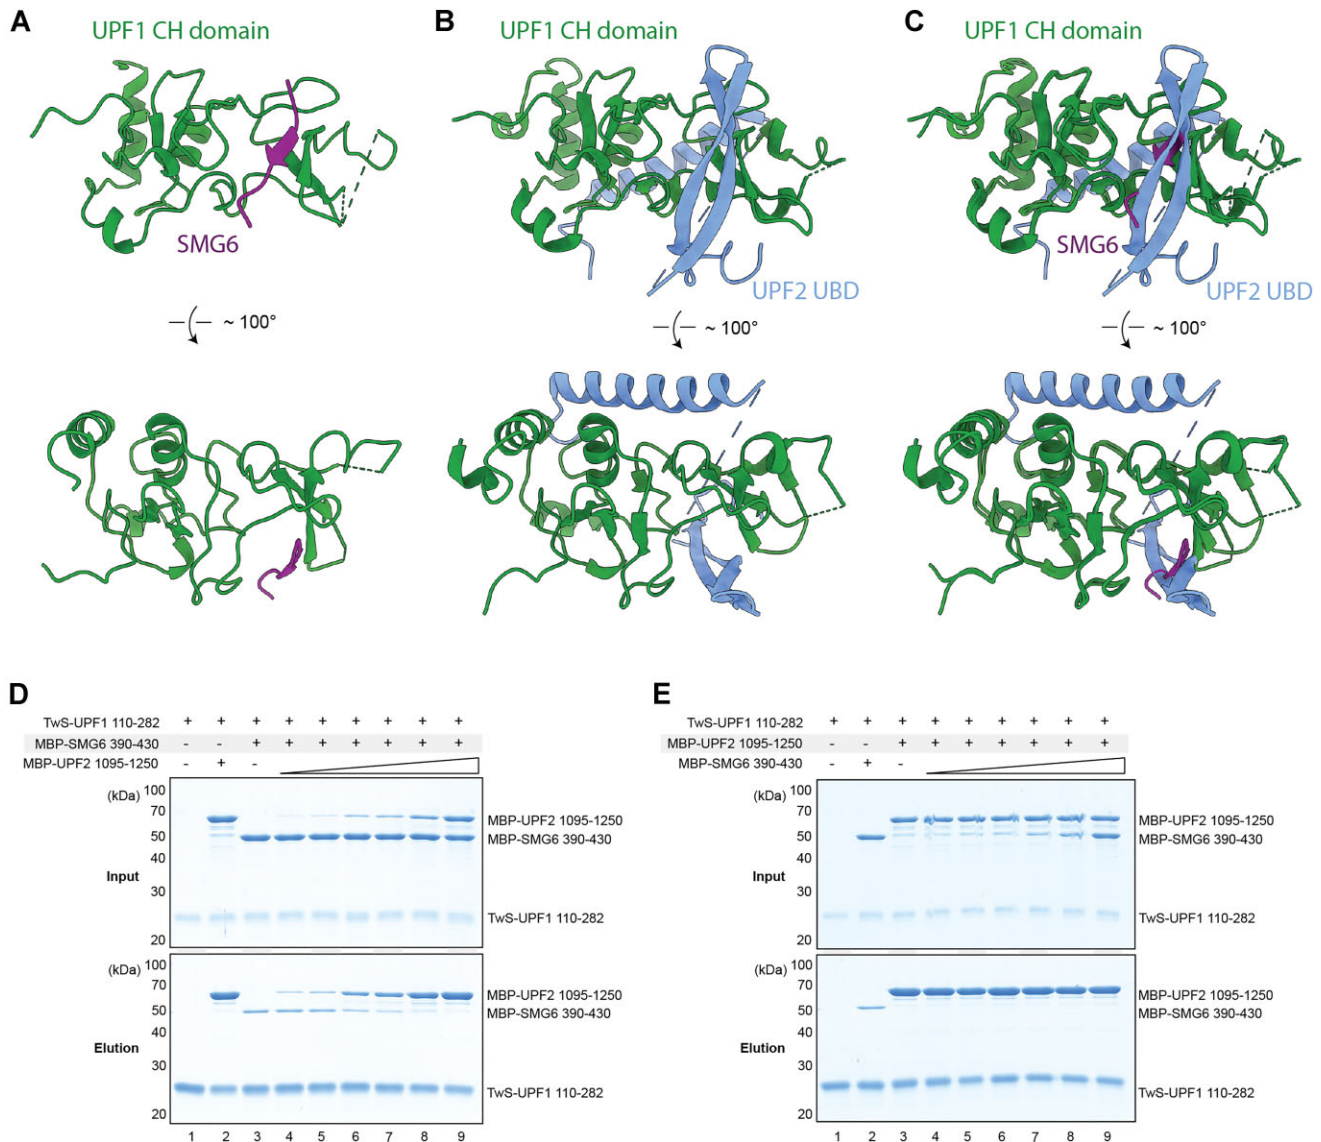 A
UPF1 CH domain
SMG6
~ 100°
B
UPF1 CH domain
UPF2 UBD
~ 100°
C
UPF1 CH domain
SMG6
UPF2 UBD
~ 100°
D
TwS-UPF1 110-282 + + + + + + + + +
MBP-SMG6 390-430 - - + + + + + + +
MBP-UPF2 1095-1250 - + -
(kDa)
100
70
50
40
30
20
Input
MBP-UPF2 1095-1250
MBP-SMG6 390-430
TwS-UPF1 110-282
(kDa)
100
70
50
40
30
20
Elution
MBP-UPF2 1095-1250
MBP-SMG6 390-430
TwS-UPF1 110-282
1 2 3 4 5 6 7 8 9
E
TwS-UPF1 110-282 + + + + + + + + +
MBP-UPF2 1095-1250 - - + + + + + + +
MBP-SMG6 390-430 - + -
(kDa)
100
70
50
40
30
20
Input
MBP-UPF2 1095-1250
MBP-SMG6 390-430
TwS-UPF1 110-282
(kDa)
100
70
50
40
30
20
Elution
MBP-UPF2 1095-1250
MBP-SMG6 390-430
TwS-UPF1 110-282
1 2 3 4 5 6 7 8 9